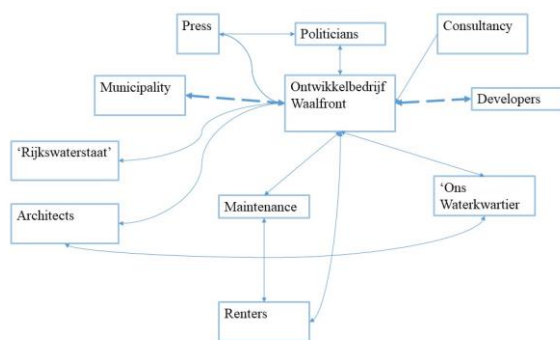 Press
Politicians
Consultancy
Municipality
Ontwikkelbedrijf
Waalfront
Developers
‘Rijkswaterstaat’
Architects
Maintenance
‘Ons
Waterkwartier
Renters